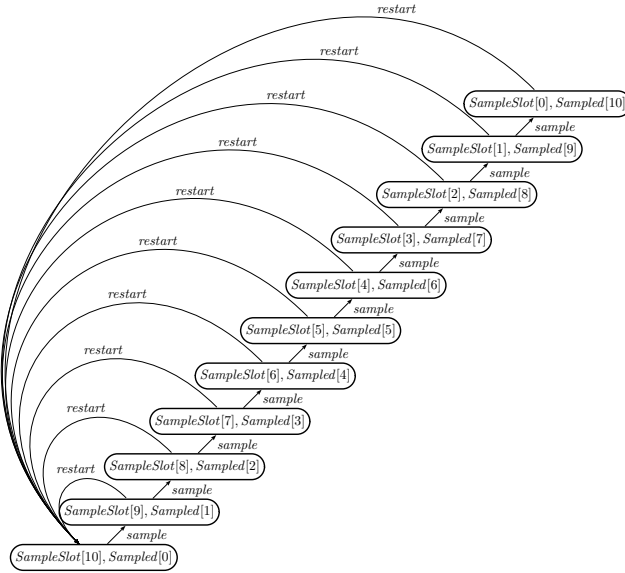 restart
restart
SampleSlot[0], Sampled[10]
restart
sample
SampleSlot[1], Sampled[9]
restart
sample
SampleSlot[2], Sampled[8]
restart
sample
SampleSlot[3], Sampled[7]
restart
sample
SampleSlot[4], Sampled[6]
restart
sample
SampleSlot[5], Sampled[5]
restart
sample
SampleSlot[6], Sampled[4]
restart
sample
SampleSlot[7], Sampled[3]
sample
SampleSlot[8], Sampled[2]
restart
sample
SampleSlot[9], Sampled[1]
sample
SampleSlot[10], Sampled[0]